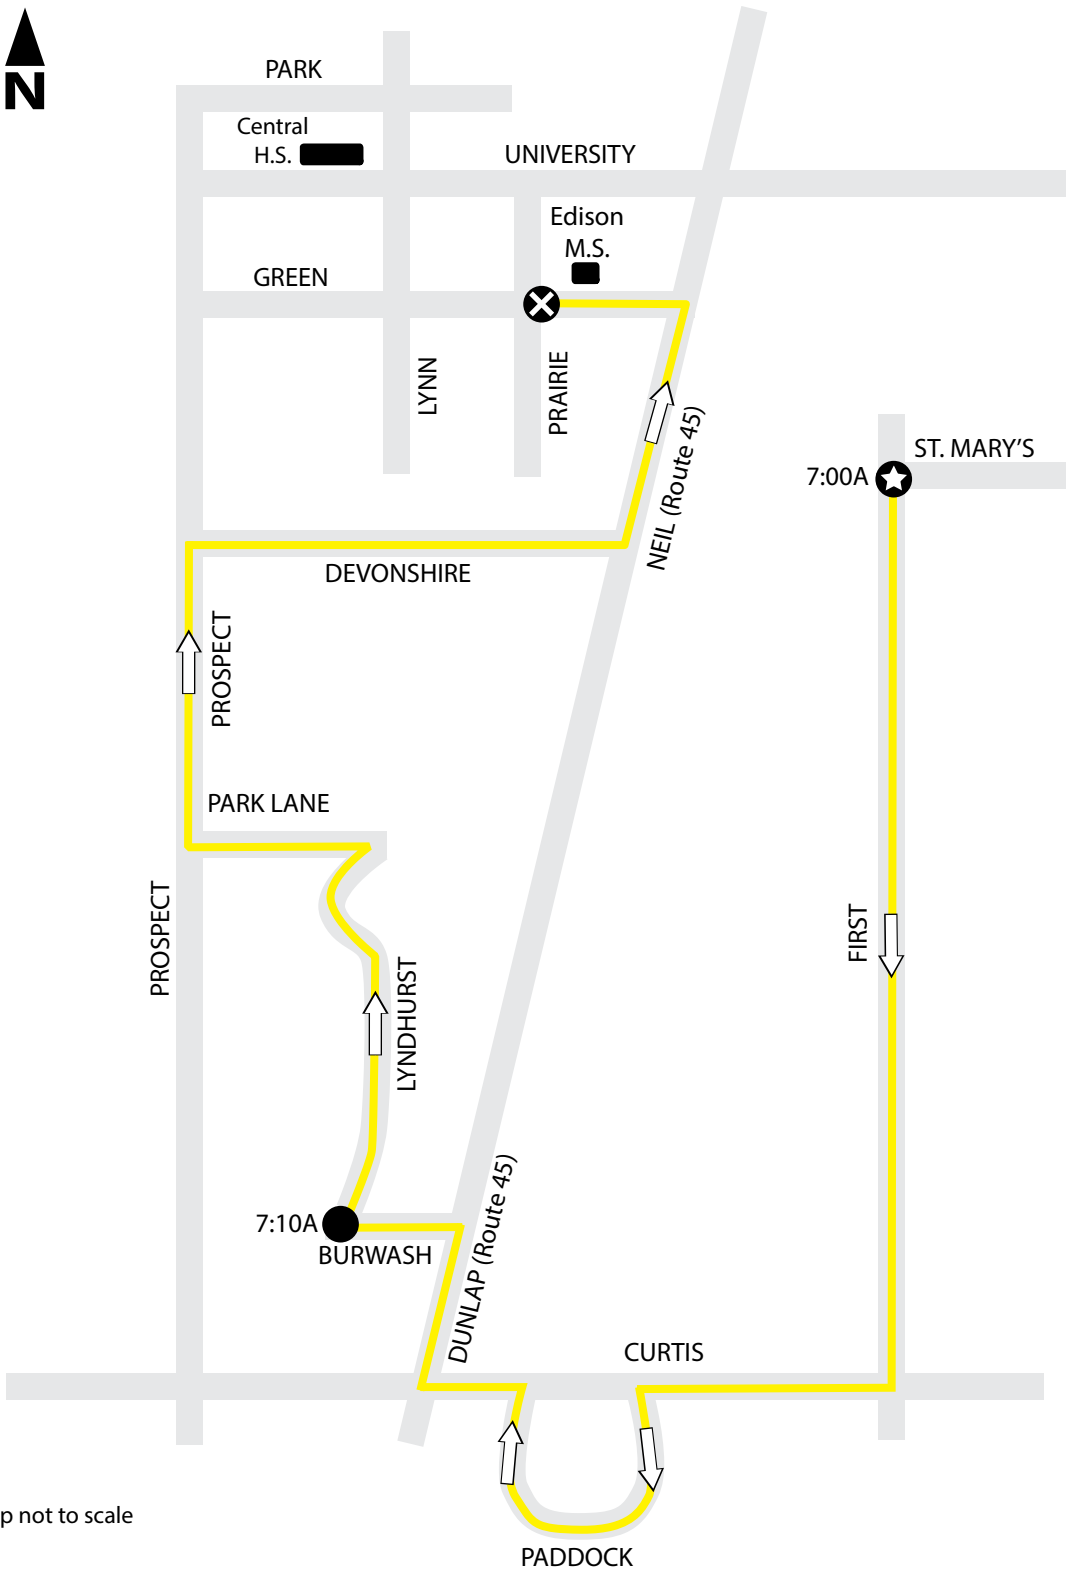 N
PARK
Central
H.S.
UNIVERSITY
Edison
M.S.
GREEN
LYNN
PRAIRIE
NEIL (Route 45)
ST. MARY'S
7:00A
DEVONSHIRE
PROSPECT
PARK LANE
PROSPECT
FIRST
LYNDHURST
DUNLAP (Route 45)
7:10A
BURWASH
CURTIS
p not to scale
PADDOCK